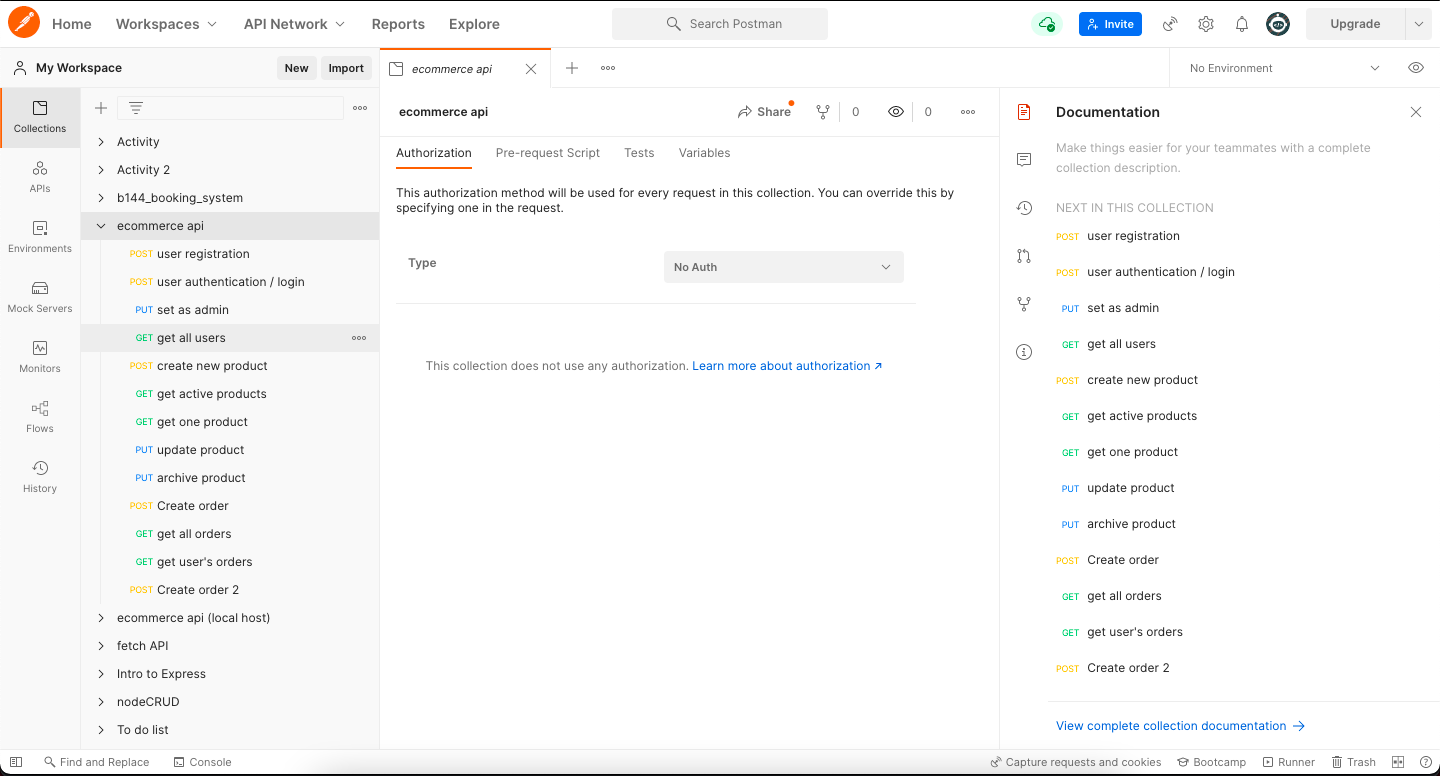 Home
Workspaces
API Network
Reports
Explore
Search Postman
Invite
Upgrade
My Workspace
New
Import
ecommerce api
No Environment
Collections
APIs
Environments
Mock Servers
Monitors
Flows
History
Activity
Activity 2
b144_booking_system
ecommerce api
POST user registration
POST user authentication / login
PUT set as admin
GET get all users
POST create new product
GET get active products
GET get one product
PUT update product
PUT archive product
POST Create order
GET get all orders
GET get user's orders
POST Create order 2
ecommerce api (local host)
fetch API
Intro to Express
nodeCRUD
To do list
ecommerce api
Share
0
0
Authorization
Pre-request Script
Tests
Variables
This authorization method will be used for every request in this collection. You can override this by
specifying one in the request.
Type
No Auth
This collection does not use any authorization. Learn more about authorization ↗
Documentation
Make things easier for your teammates with a complete
collection description.
NEXT IN THIS COLLECTION
POST user registration
POST user authentication / login
PUT set as admin
GET get all users
POST create new product
GET get active products
GET get one product
PUT update product
PUT archive product
POST Create order
GET get all orders
GET get user's orders
POST Create order 2
View complete collection documentation →
Find and Replace
Console
Capture requests and cookies
Bootcamp
Runner
Trash